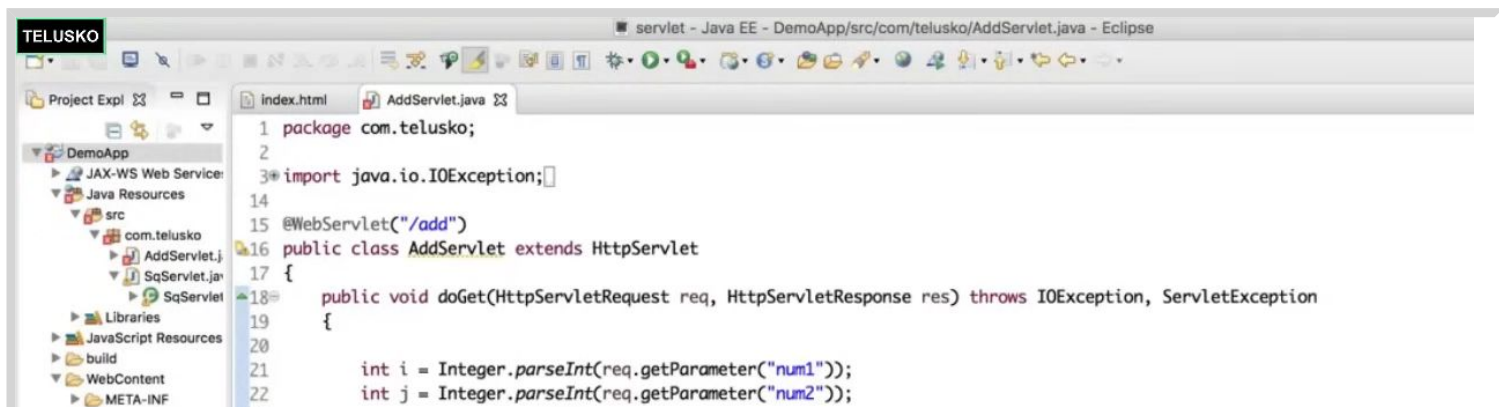 TELUSKO
servlet - Java EE - DemoApp/src/com/telusko/AddServlet.java - Eclipse
Project Expl
index.html
AddServlet.java
DemoApp
JAX-WS Web Service
Java Resources
src
com.telusko
AddServlet.j
SqServlet.ja
SqServlet
Libraries
JavaScript Resources
build
WebContent
META-INF
1 package com.telusko;
2
3 import java.io.IOException;
14
15 @WebServlet("/add")
16 public class AddServlet extends HttpServlet
17 {
18 public void doGet(HttpServletRequest req, HttpServletResponse res) throws IOException, ServletException
19 {
20
21 int i = Integer.parseInt(req.getParameter("num1"));
22 int j = Integer.parseInt(req.getParameter("num2"));